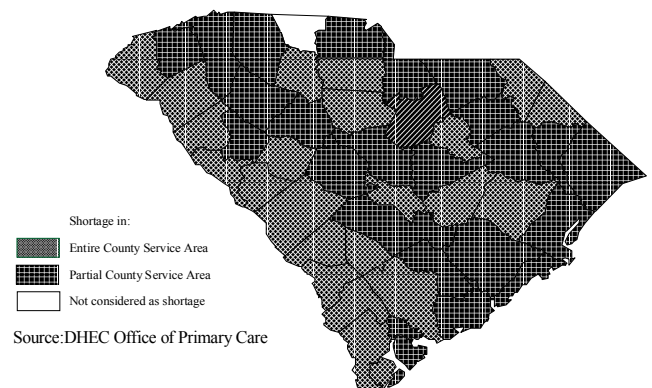 Shortage in:
Entire County Service Area
Partial County Service Area
Not considered as shortage
Source:DHEC Office of Primary Care